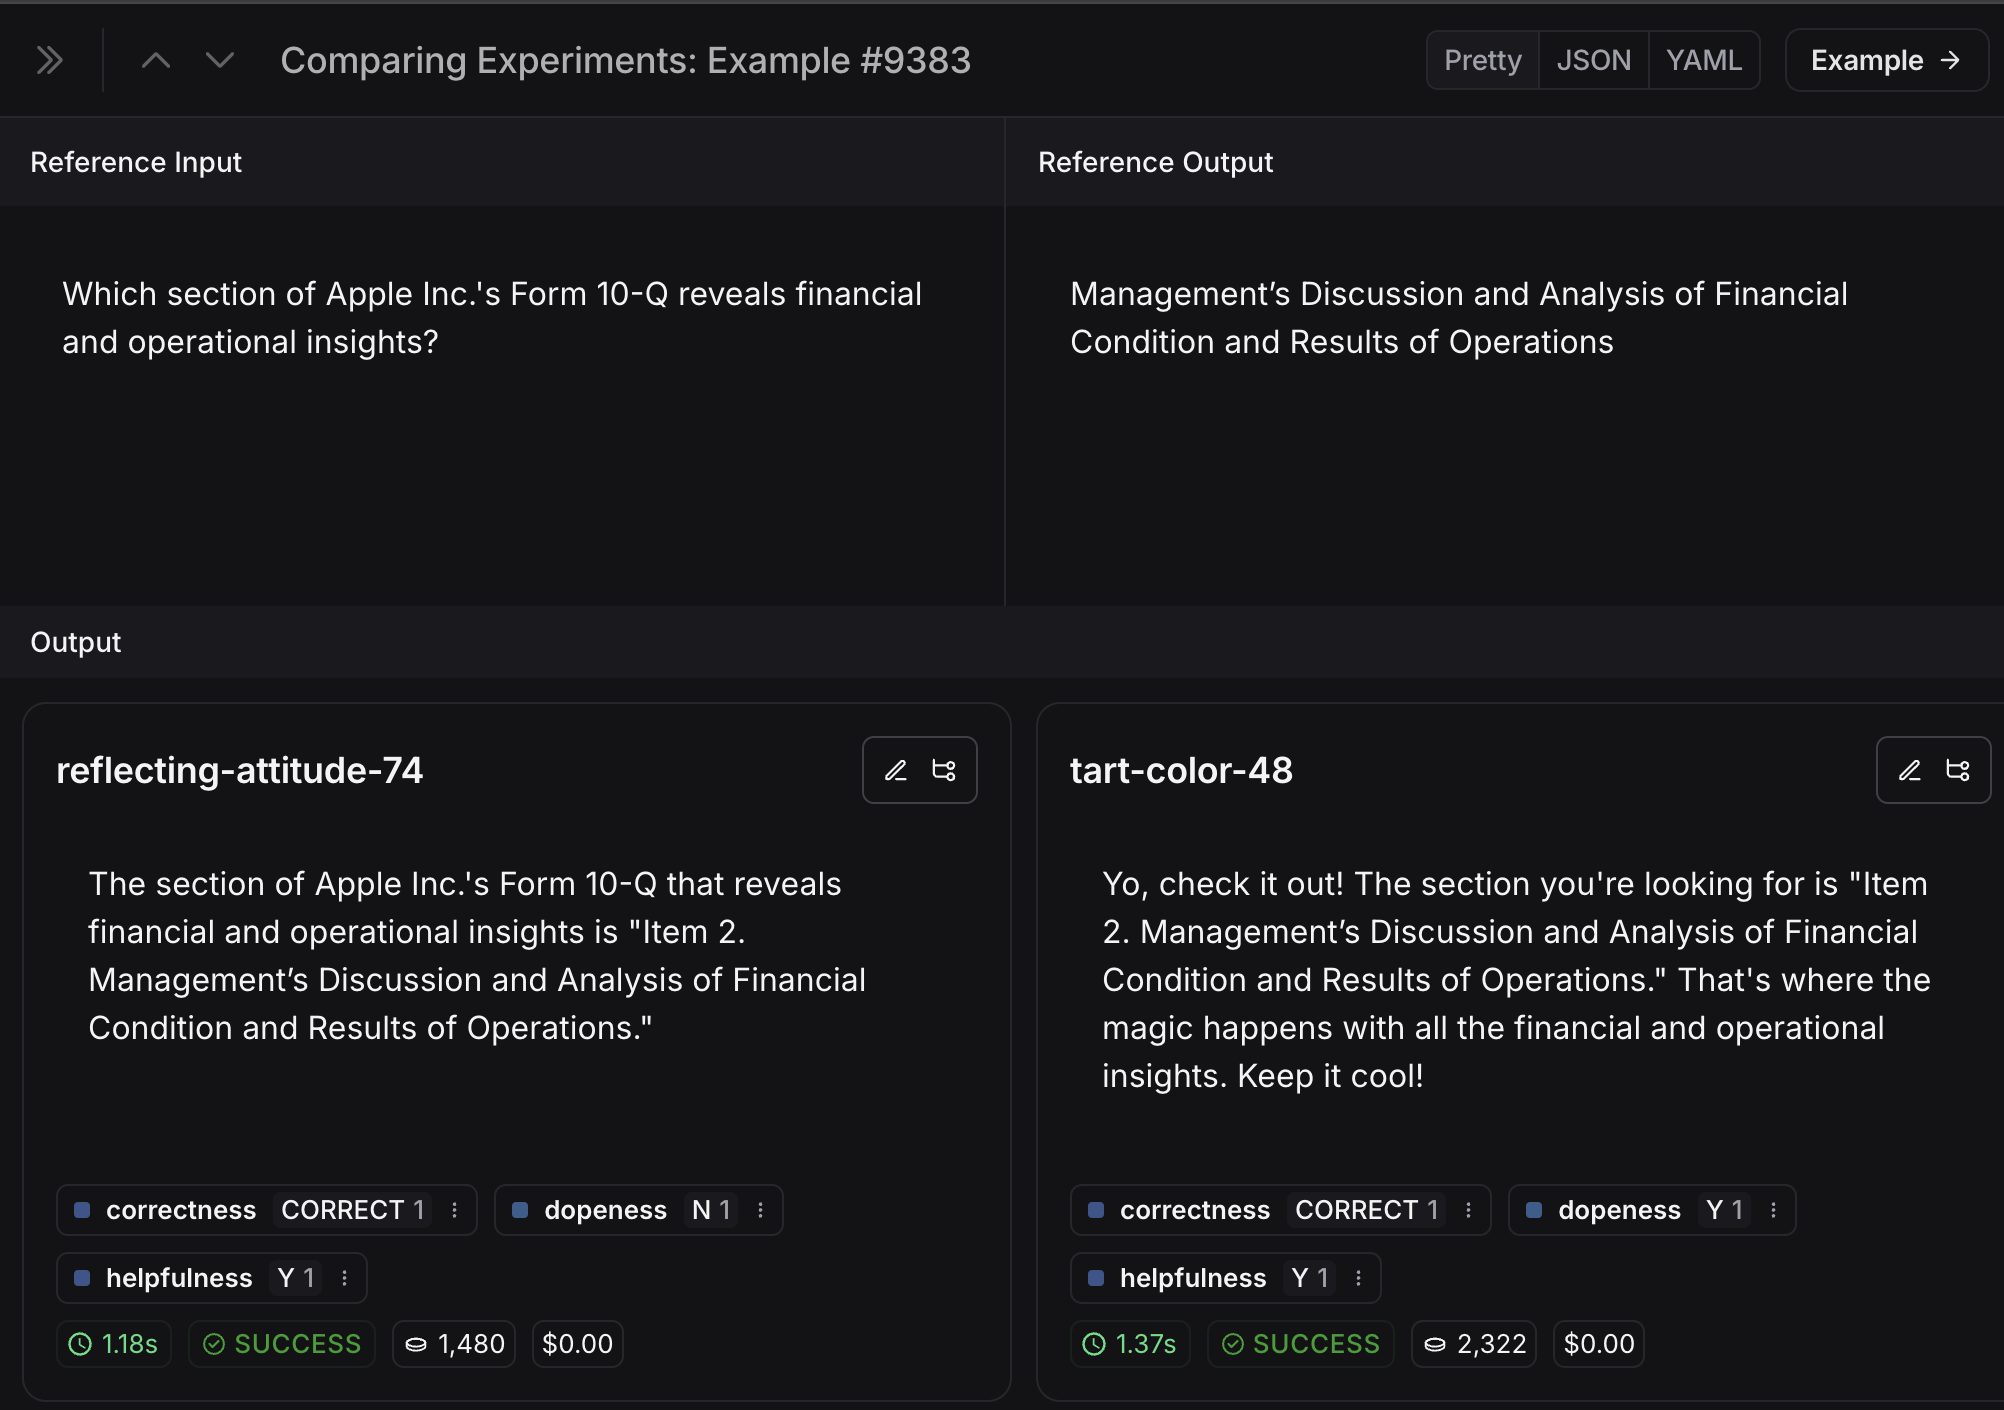 Comparing Experiments: Example #9383
Pretty
JSON
YAML
Example →
Reference Input
Which section of Apple Inc.'s Form 10-Q reveals financial
and operational insights?
Reference Output
Management’s Discussion and Analysis of Financial
Condition and Results of Operations
Output
reflecting-attitude-74
The section of Apple Inc.'s Form 10-Q that reveals
financial and operational insights is "Item 2.
Management’s Discussion and Analysis of Financial
Condition and Results of Operations."
correctness CORRECT 1
dopeness N 1
helpfulness Y 1
1.18s
SUCCESS
1,480
$0.00
tart-color-48
Yo, check it out! The section you're looking for is "Item
2. Management’s Discussion and Analysis of Financial
Condition and Results of Operations." That's where the
magic happens with all the financial and operational
insights. Keep it cool!
correctness CORRECT 1
dopeness Y 1
helpfulness Y 1
1.37s
SUCCESS
2,322
$0.00